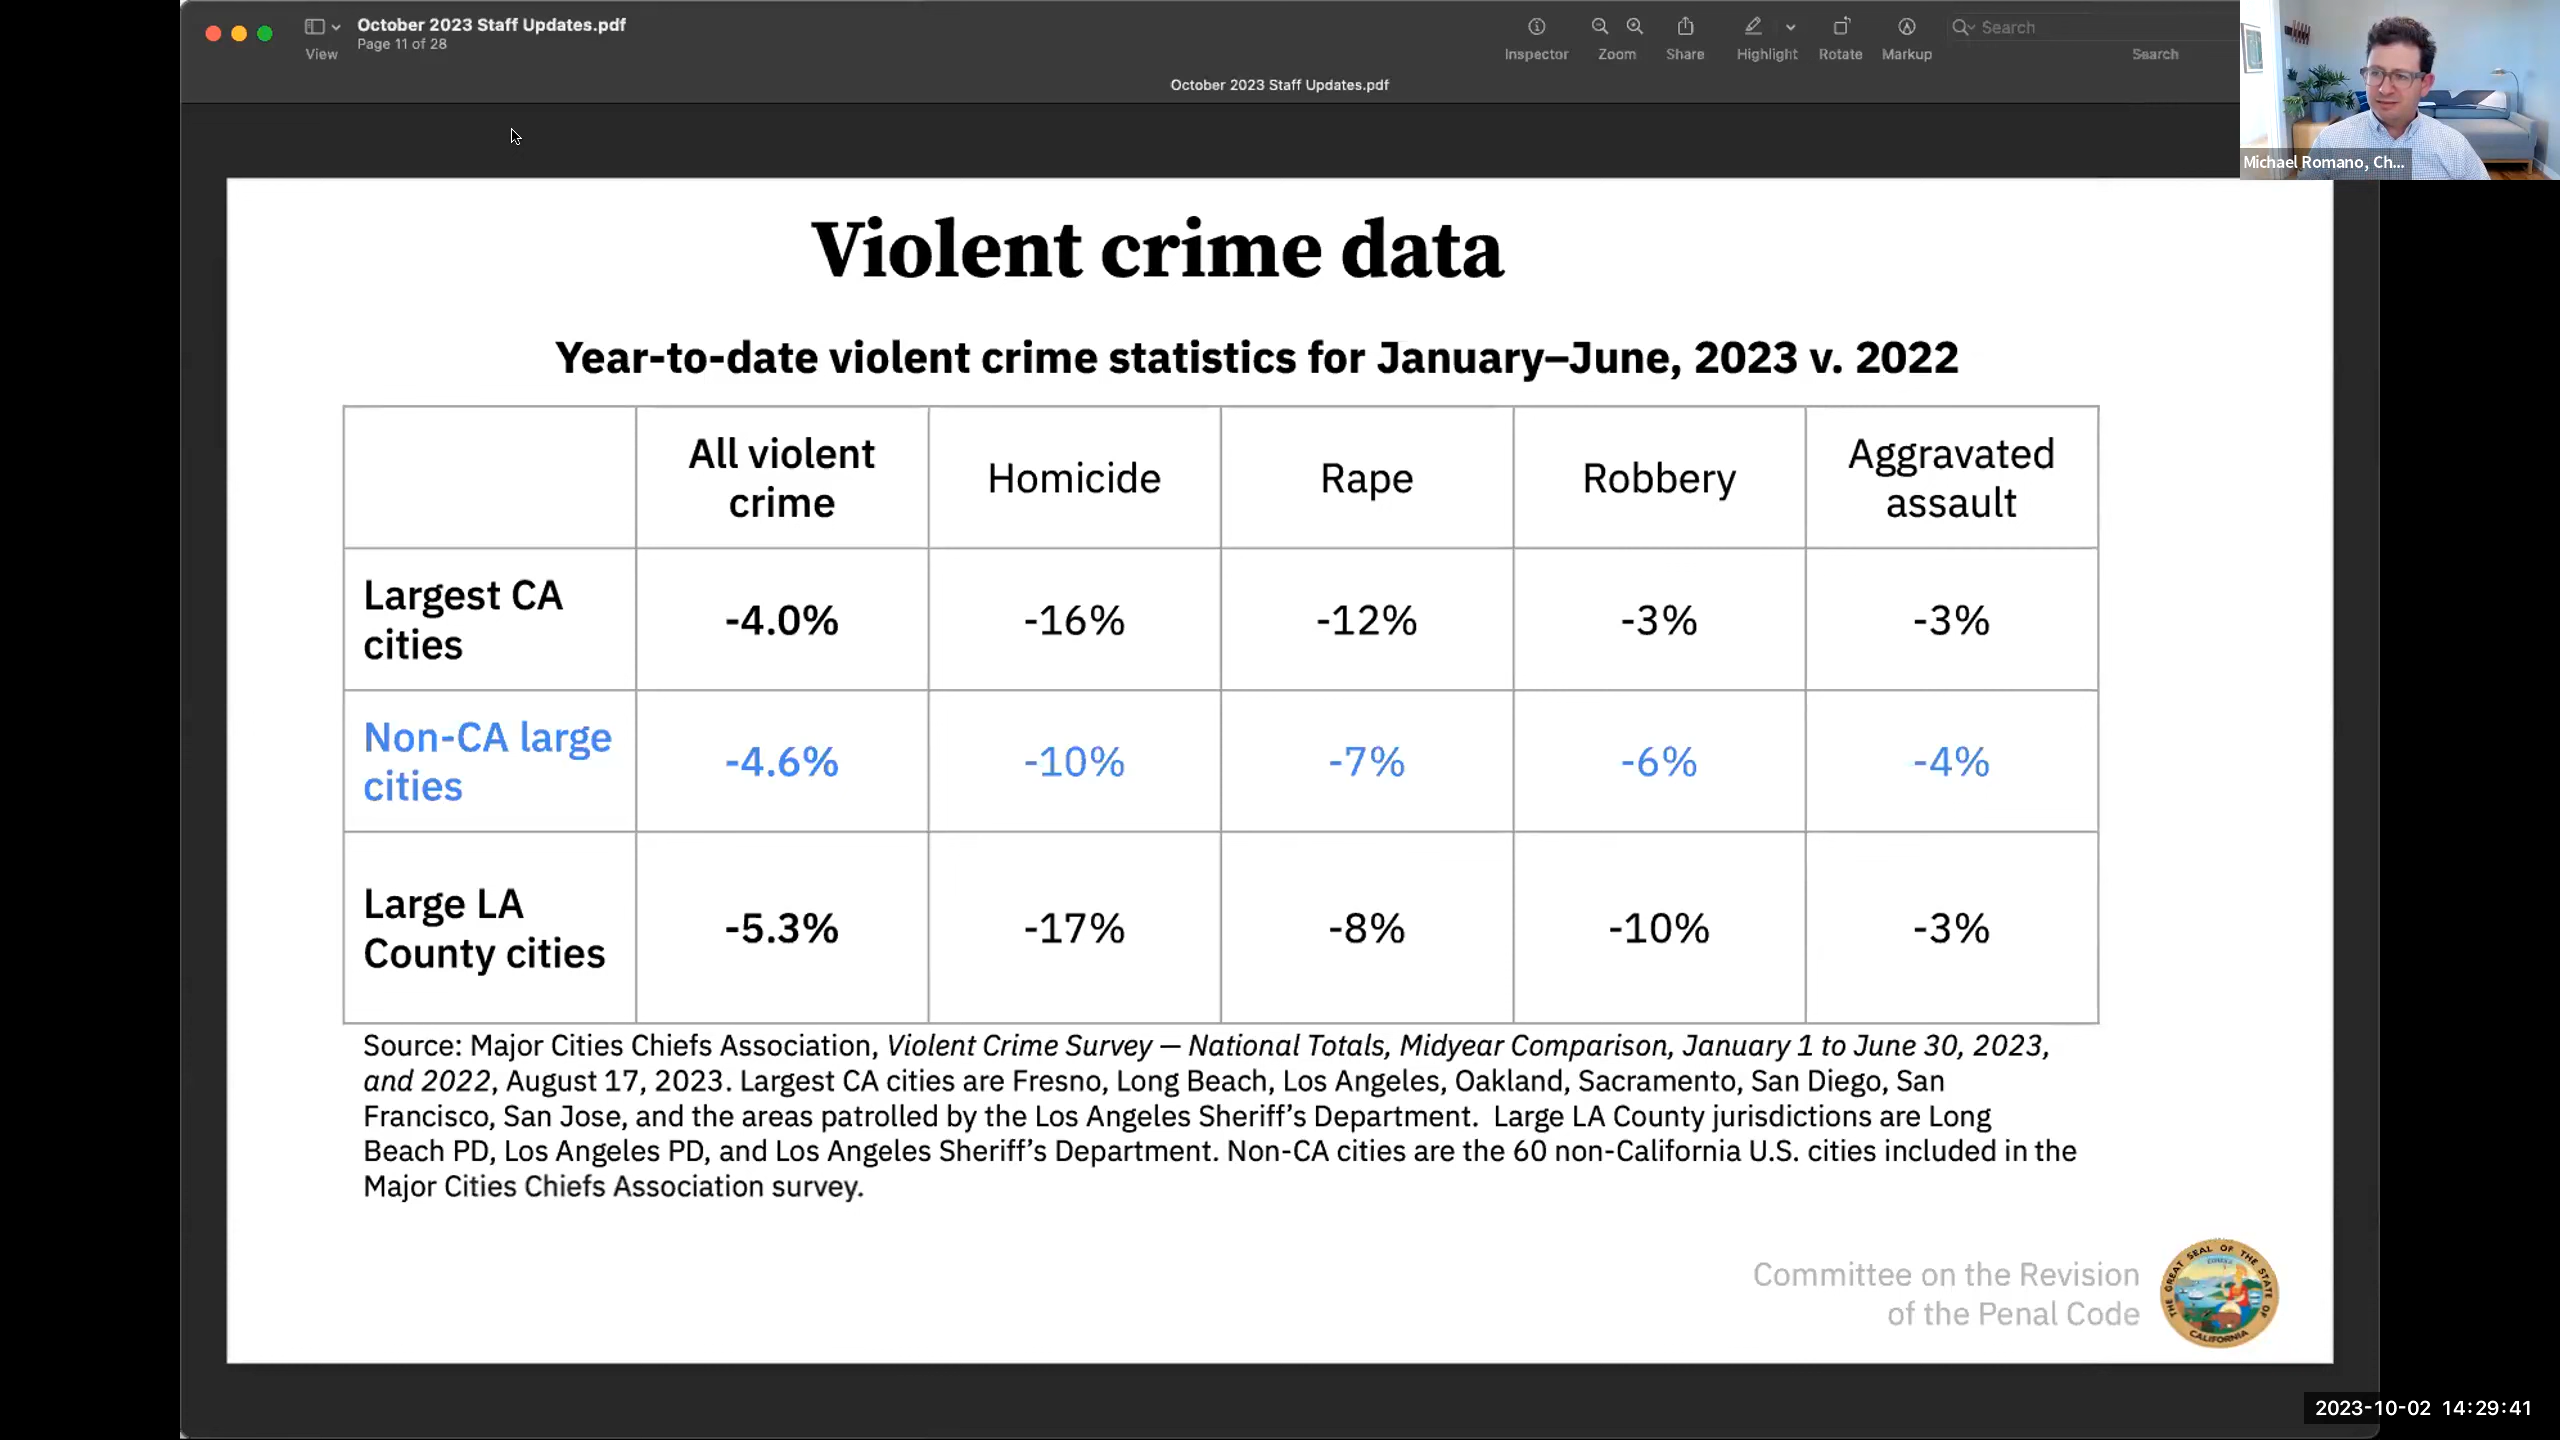 October 2023 Staff Updates.pdf
Page 11 of 28
View
Inspector
Zoom
Share
Highlight
Rotate
Markup
Search
Search
October 2023 Staff Updates.pdf
Michael Romano, Ch...
Violent crime data
Year-to-date violent crime statistics for January–June, 2023 v. 2022
All violent
crime
Homicide
Rape
Robbery
Aggravated
assault
Largest CA
cities
-4.0%
-16%
-12%
-3%
-3%
Non-CA large
cities
-4.6%
-10%
-7%
-6%
-4%
Large LA
County cities
-5.3%
-17%
-8%
-10%
-3%
Source: Major Cities Chiefs Association, Violent Crime Survey — National Totals, Midyear Comparison, January 1 to June 30, 2023,
and 2022, August 17, 2023. Largest CA cities are Fresno, Long Beach, Los Angeles, Oakland, Sacramento, San Diego, San
Francisco, San Jose, and the areas patrolled by the Los Angeles Sheriff’s Department. Large LA County jurisdictions are Long
Beach PD, Los Angeles PD, and Los Angeles Sheriff’s Department. Non-CA cities are the 60 non-California U.S. cities included in the
Major Cities Chiefs Association survey.
Committee on the Revision
of the Penal Code
THE GREAT SEAL OF THE STATE OF CALIFORNIA
2023-10-02 14:29:41